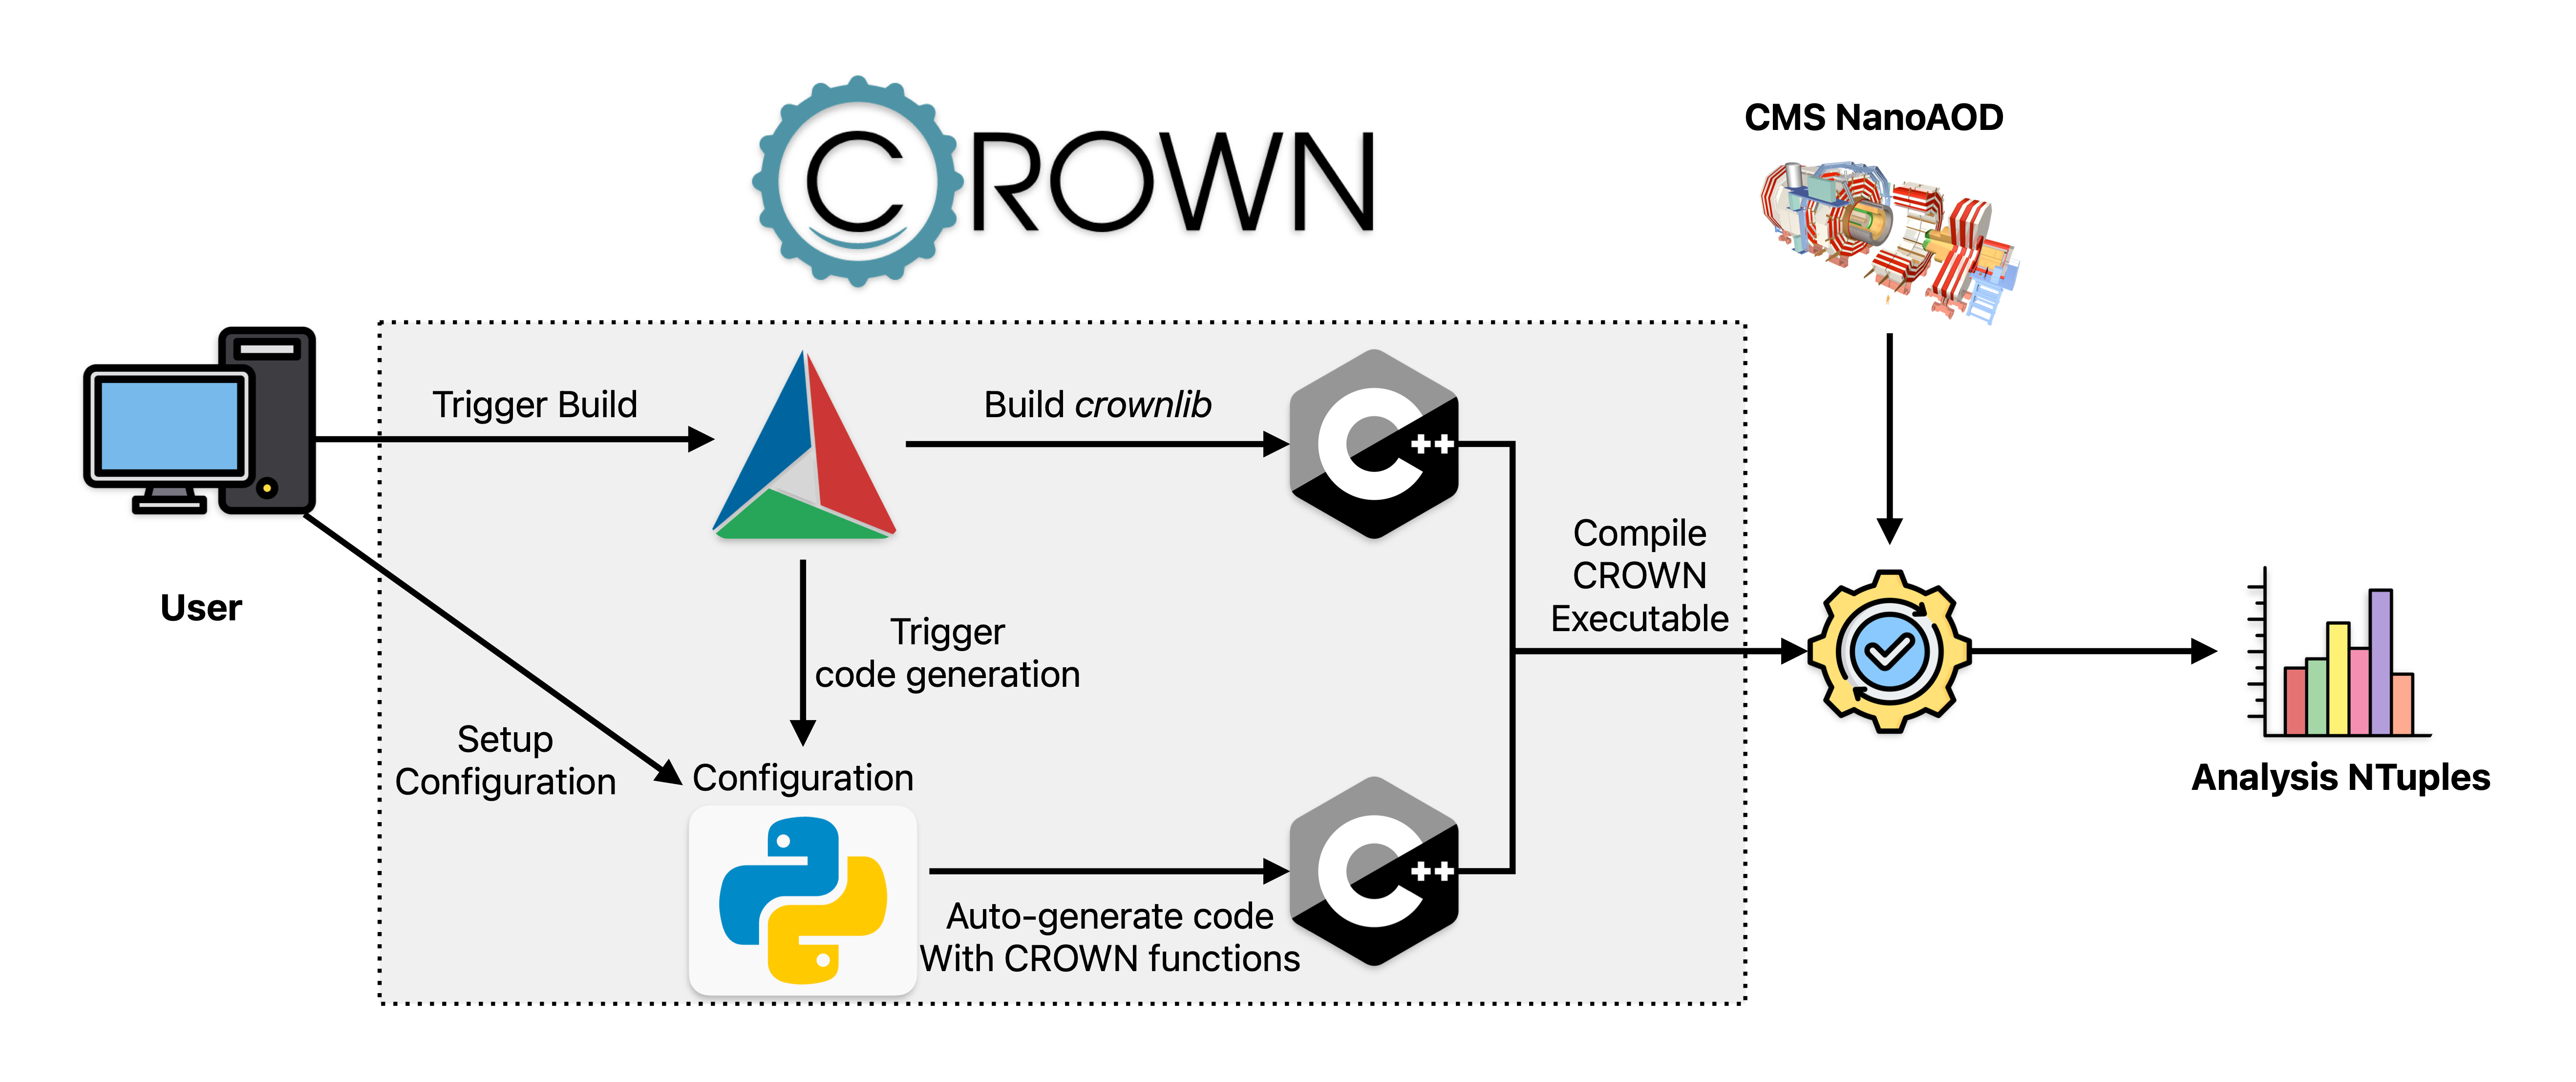 CROWN
CMS NanoAOD
Trigger Build
Build crownlib
C++
User
Trigger
code generation
Compile
CROWN
Executable
Setup
Configuration
Configuration
Auto-generate code
With CROWN functions
C++
Analysis NTuples